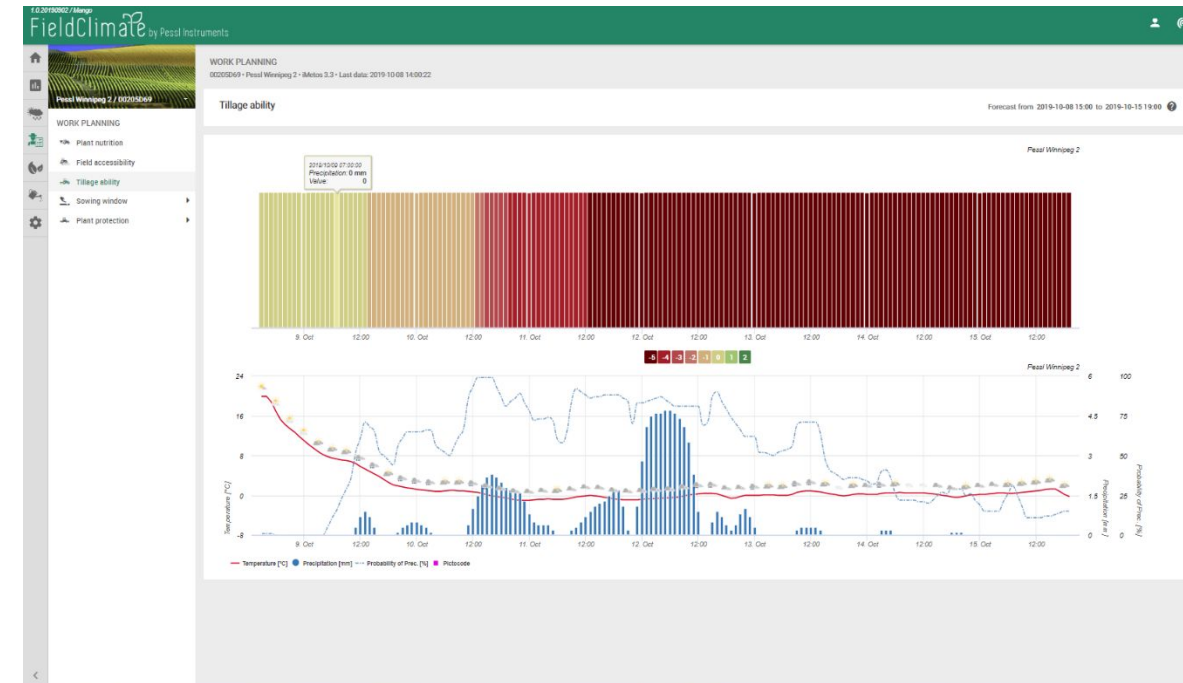 1.0.20190902 / Mango
FieldClimate by Pessl Instruments
WORK PLANNING
00205D69 • Pessl Winnipeg 2 • iMetos 3.3 • Last data: 2019-10-08 14:00:22
Pessl Winnipeg 2 / 00205D69
Tillage ability
Forecast from 2019-10-08 15:00 to 2019-10-15 19:00 ?
WORK PLANNING
Plant nutrition
Field accessibility
Tillage ability
Sowing window
Plant protection
Pessl Winnipeg 2
2019/10/09 07:00:00
Precipitation: 0 mm
Value: 0
9. Oct 12:00 10. Oct 12:00 11. Oct 12:00 12. Oct 12:00 13. Oct 12:00 14. Oct 12:00 15. Oct 12:00
-5 -4 -3 -2 -1 0 1 2
Pessl Winnipeg 2
24 6 100
16 4.5 75
8 3 50
0 1.5 25
-8 0 0
Temperature [°C]
Probability of Prec. [%]
9. Oct 12:00 10. Oct 12:00 11. Oct 12:00 12. Oct 12:00 13. Oct 12:00 14. Oct 12:00 15. Oct 12:00
Temperature [°C] Precipitation [mm] Probability of Prec. [%] Pictocode